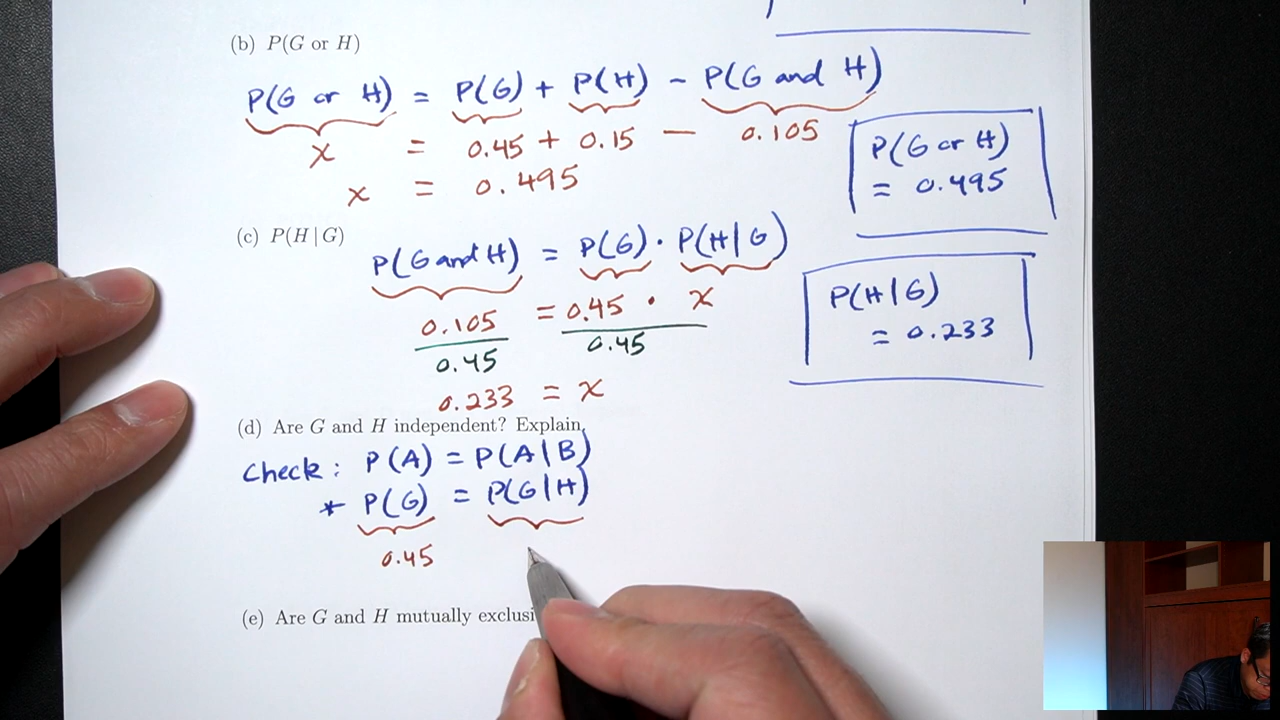 (b) P(G or H)
P(G or H) = P(G) + P(H) - P(G and H)
x = 0.45 + 0.15 - 0.105
x = 0.495
P(G or H)
= 0.495
(c) P(H | G)
P(G and H) = P(G) · P(H|G)
0.105 = 0.45 · x
0.45 0.45
0.233 = x
P(H|G)
= 0.233
(d) Are G and H independent? Explain.
Check: P(A) = P(A|B)
* P(G) = P(G|H)
0.45
(e) Are G and H mutually